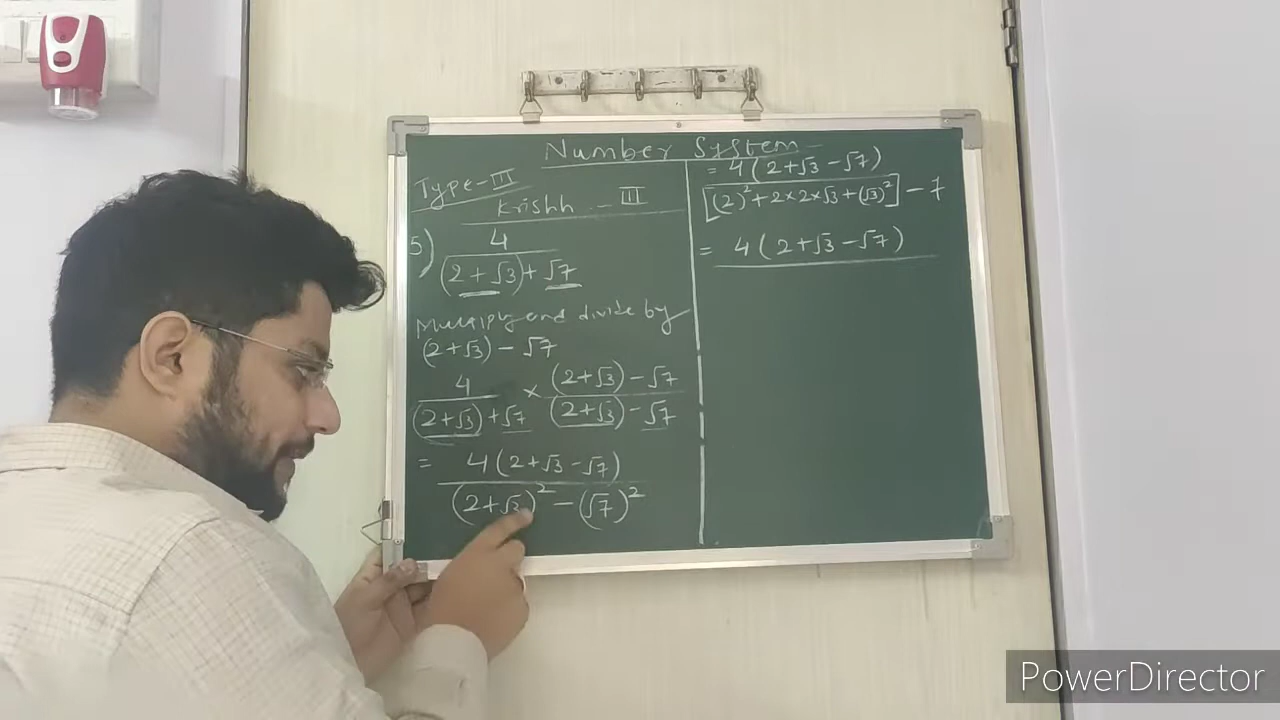 Number System
Type-III
Krishh - III
5) 4
(2+√3)+√7
Multiply and divide by
(2+√3) - √7
4 × (2+√3) - √7
(2+√3)+√7 (2+√3) - √7
= 4(2+√3-√7)
(2+√3)² - (√7)²
= 4(2+√3-√7)
[(2)²+2×2×√3+(√3)²] - 7
= 4(2+√3-√7)
PowerDirector